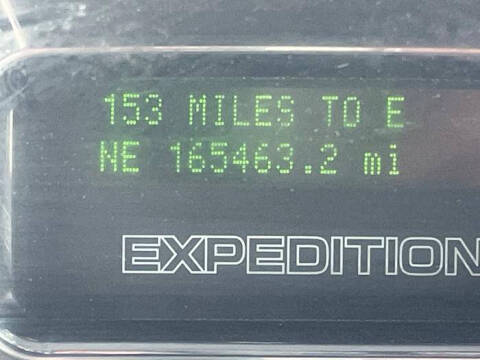 153 MILES TO E
NE 165463.2 mi
EXPEDITION